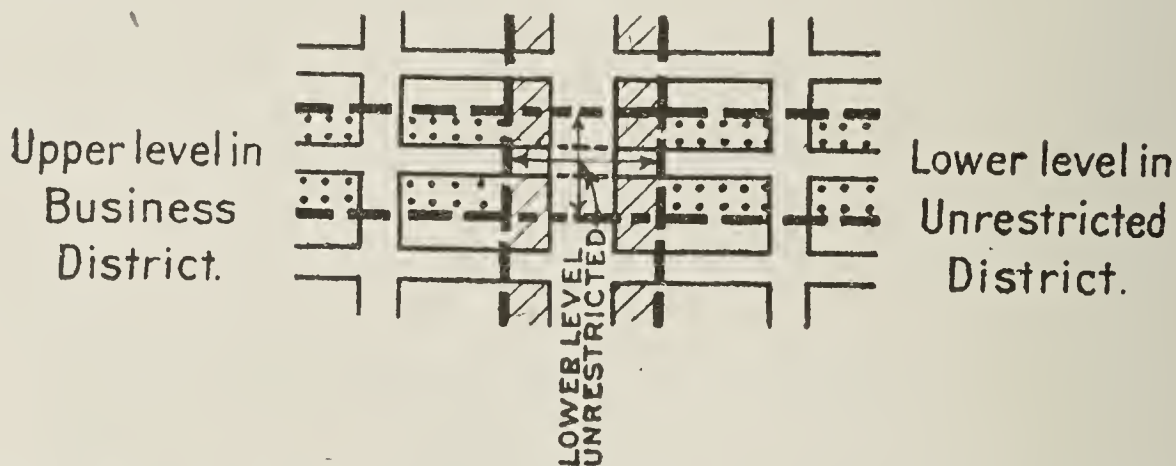 Upper level in
Business
District.
Lower level in
Unrestricted
District.
LOWER LEVEL
UNRESTRICTED